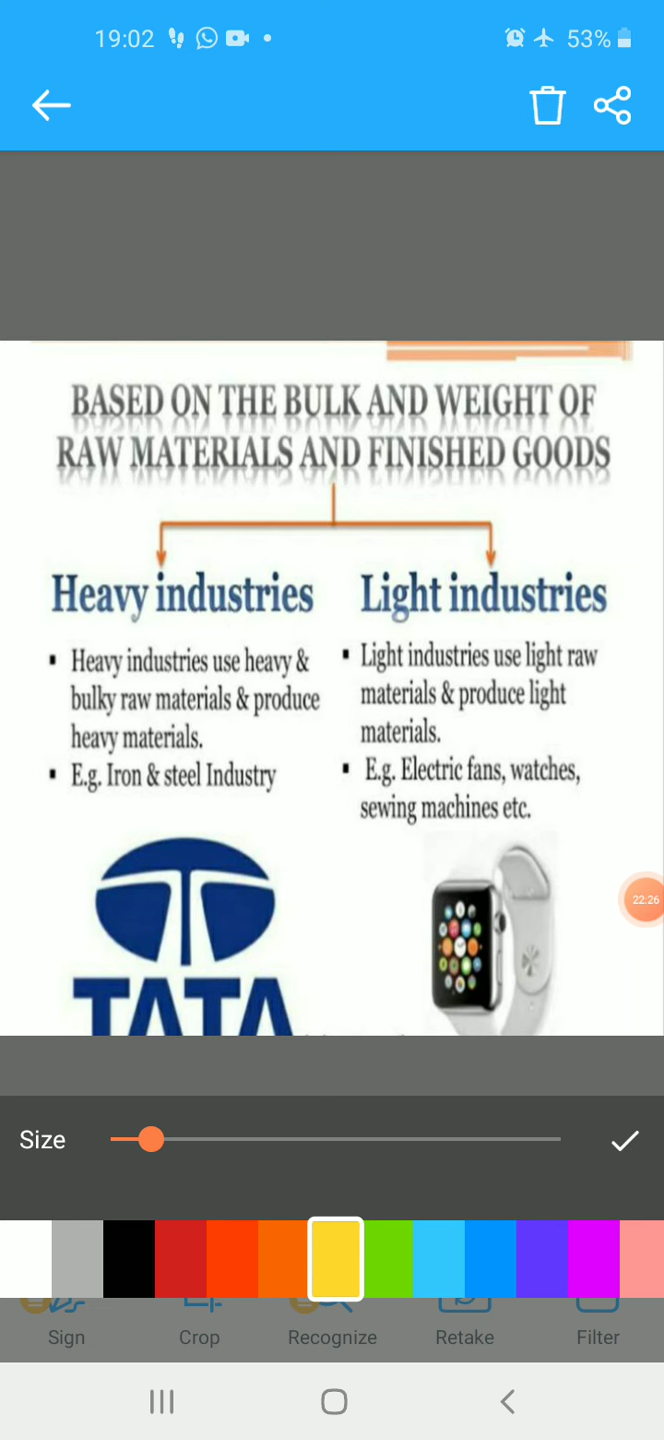 19:02
53%
BASED ON THE BULK AND WEIGHT OF
RAW MATERIALS AND FINISHED GOODS
Heavy industries
▪ Heavy industries use heavy &
bulky raw materials & produce
heavy materials.
▪ E.g. Iron & steel Industry
Light industries
▪ Light industries use light raw
materials & produce light
materials.
▪ E.g. Electric fans, watches,
sewing machines etc.
TATA
22:26
Size
Sign
Crop
Recognize
Retake
Filter